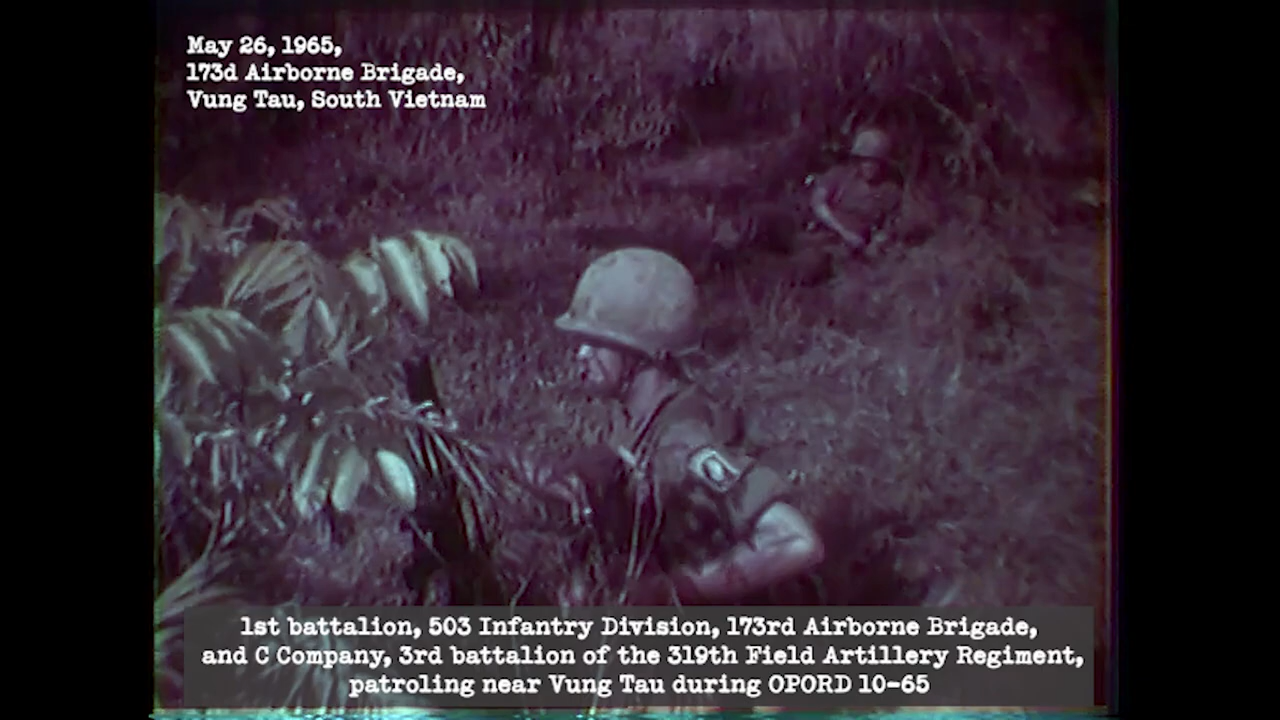 May 26, 1965,
173d Airborne Brigade,
Vung Tau, South Vietnam
1st battalion, 503 Infantry Division, 173rd Airborne Brigade,
and C Company, 3rd battalion of the 319th Field Artillery Regiment,
patroling near Vung Tau during OPORD 10-65